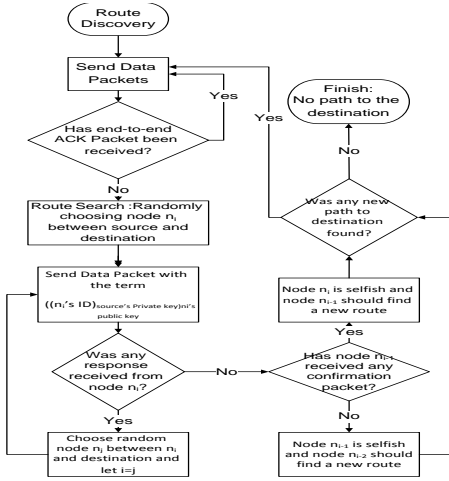 Route
Discovery
Send Data
Packets
Yes
Has end-to-end
ACK Packet been
received?
No
Route Search :Randomly
choosing node ni
between source and
destination
Send Data Packet with
the term
((ni's ID)source's Private key)ni's
public key
Was any
response
received from
node ni?
Yes
Choose random
node nj between ni
and destination and
let i=j
No
Has node ni-1
received any
confirmation
packet?
Yes
Node ni is selfish and
node ni-1 should find
a new route
No
Node ni-1 is selfish
and node ni-2 should
find a new route
Was any new
path to
destination
found?
Yes
No
Finish:
No path to the
destination